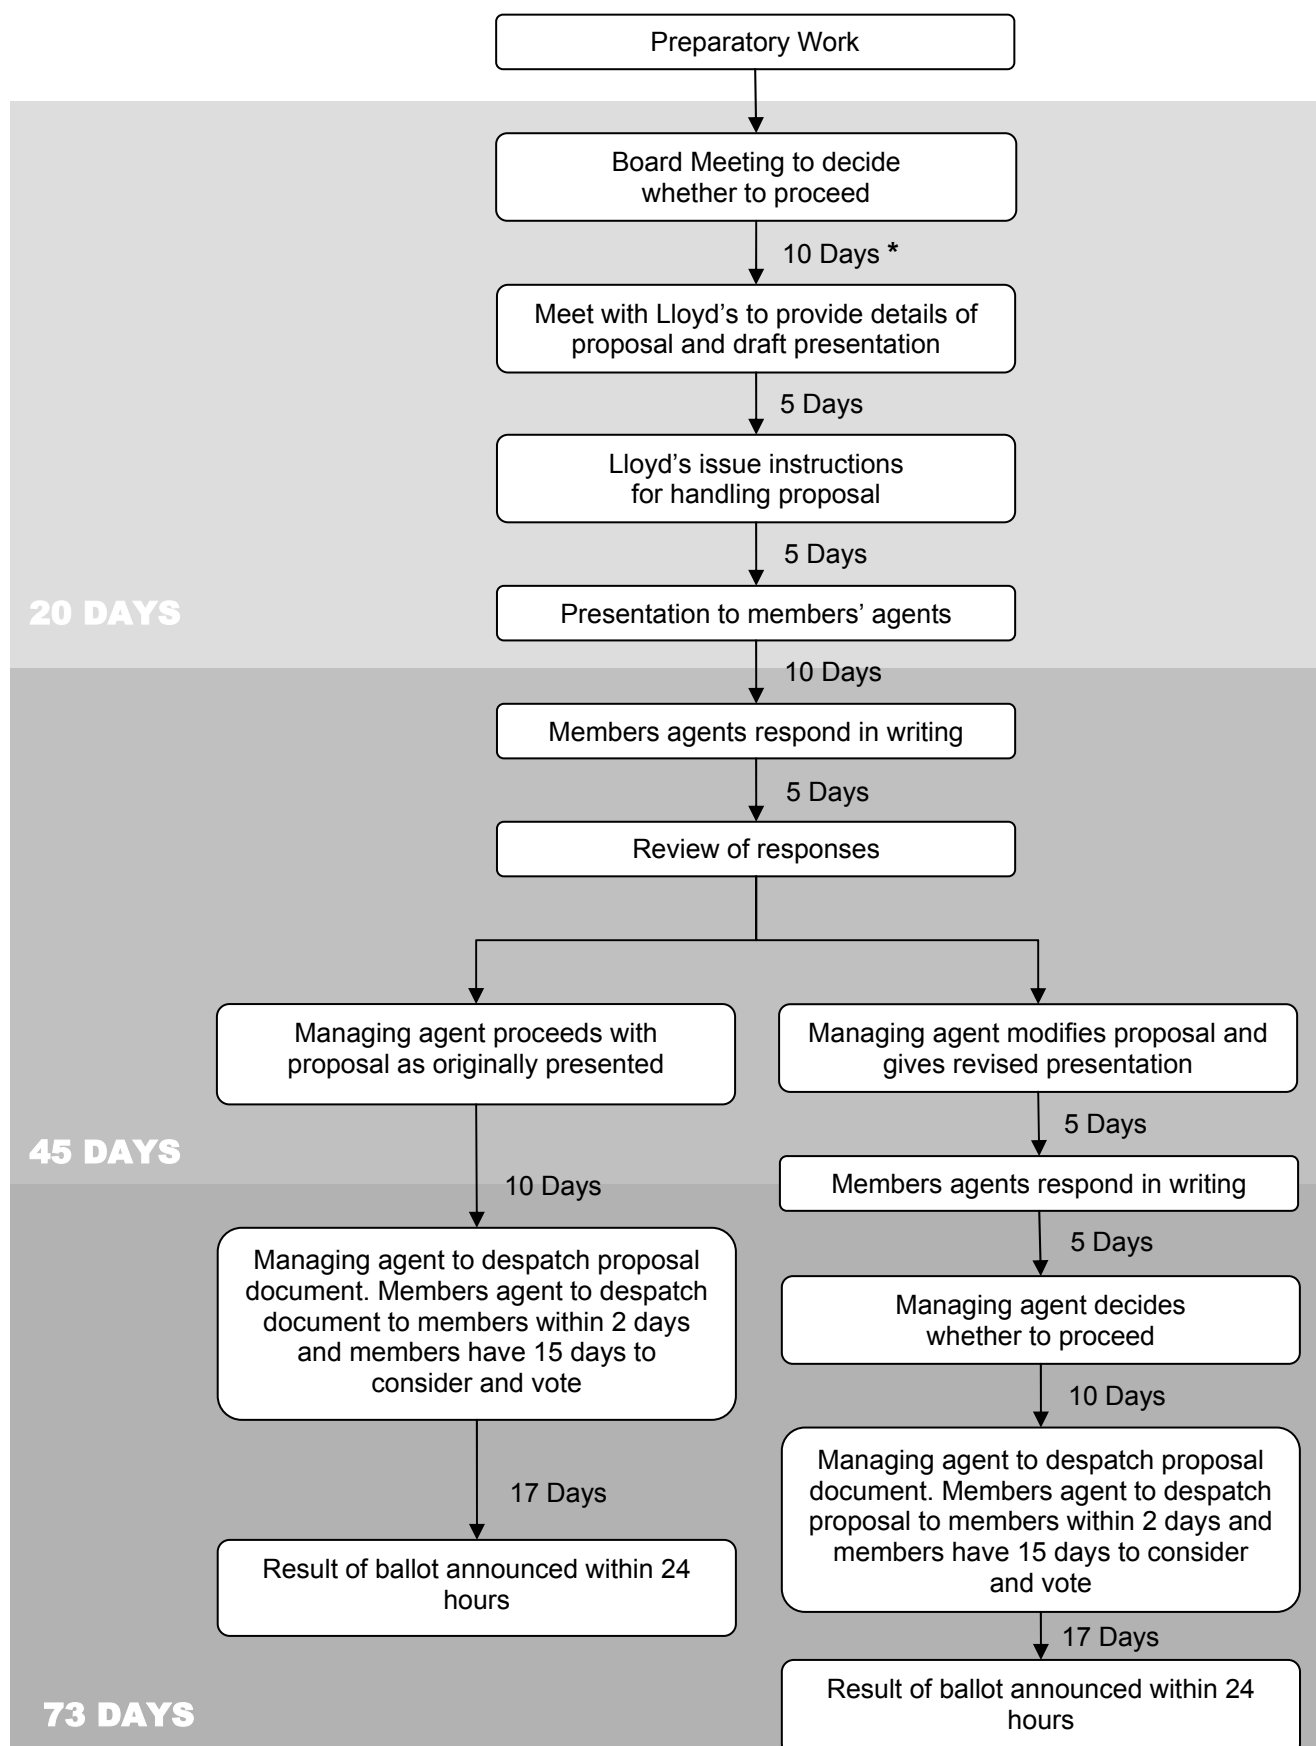 Preparatory Work
Board Meeting to decide
whether to proceed
10 Days *
Meet with Lloyd’s to provide details of
proposal and draft presentation
5 Days
Lloyd’s issue instructions
for handling proposal
5 Days
20 DAYS
Presentation to members’ agents
10 Days
Members agents respond in writing
5 Days
Review of responses
Managing agent proceeds with
proposal as originally presented
Managing agent modifies proposal and
gives revised presentation
5 Days
45 DAYS
10 Days
Members agents respond in writing
5 Days
Managing agent to despatch proposal
document. Members agent to despatch
document to members within 2 days
and members have 15 days to
consider and vote
Managing agent decides
whether to proceed
10 Days
17 Days
Managing agent to despatch proposal
document. Members agent to despatch
proposal to members within 2 days and
members have 15 days to consider
and vote
Result of ballot announced within 24
hours
17 Days
Result of ballot announced within 24
hours
73 DAYS